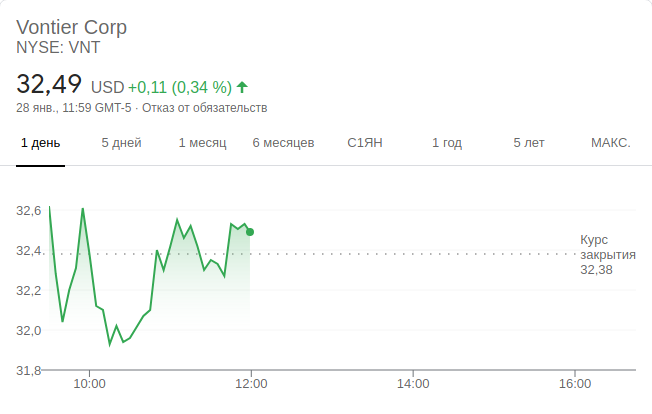 Vontier Corp
NYSE: VNT
32,49 USD +0,11 (0,34 %)
28 янв., 11:59 GMT-5 · Отказ от обязательств
1 день 5 дней 1 месяц 6 месяцев С1ЯН 1 год 5 лет МАКС.
32,6
32,4
32,2
32,0
31,8
Курс
закрытия
32,38
10:00 12:00 14:00 16:00